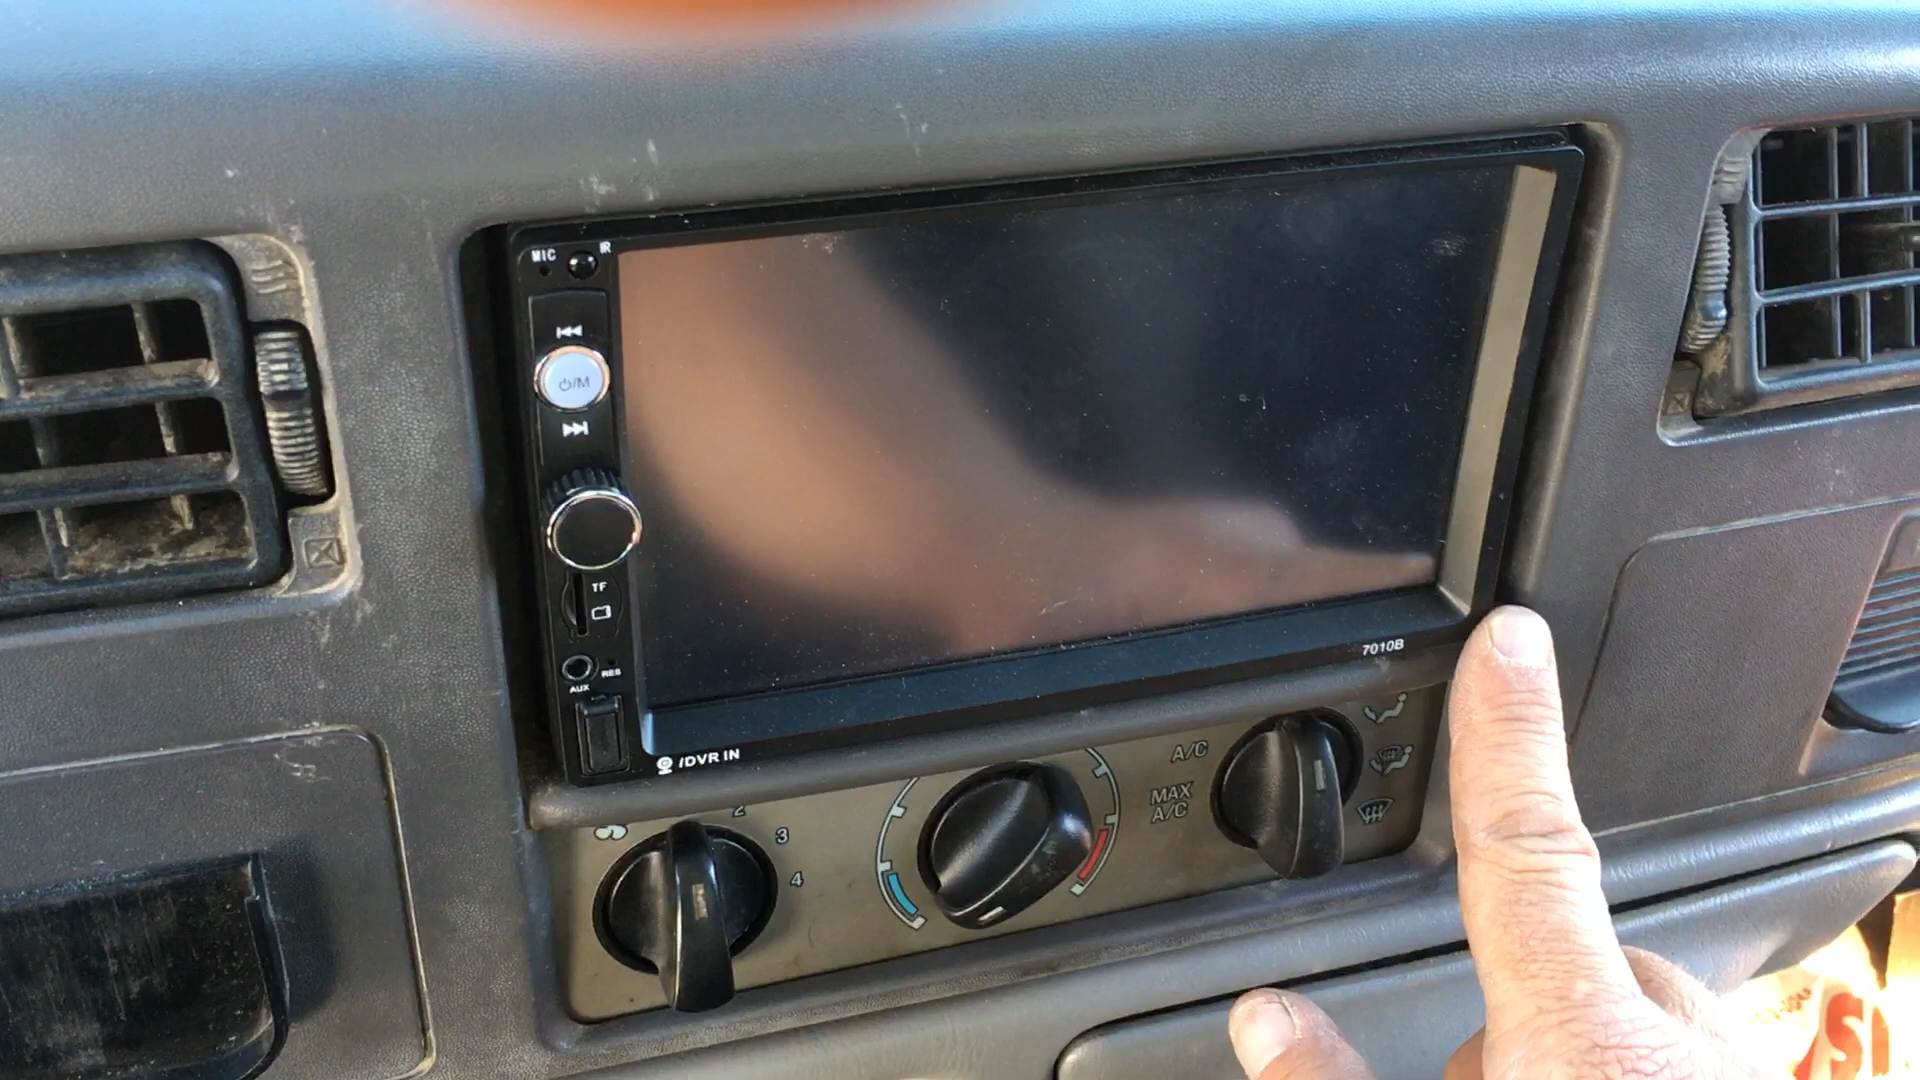 MIC
IR
⏻/M
TF
AUX
RES
/DVR IN
7010B
2
3
4
A/C
MAX
A/C